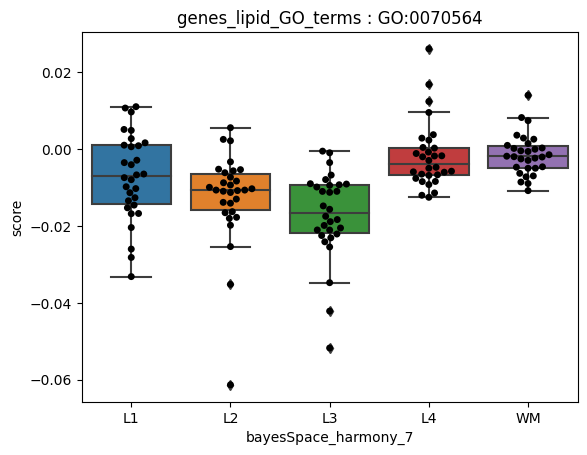 genes_lipid_GO_terms : GO:0070564
0.02
0.00
−0.02
−0.04
−0.06
score
L1 L2 L3 L4 WM
bayesSpace_harmony_7